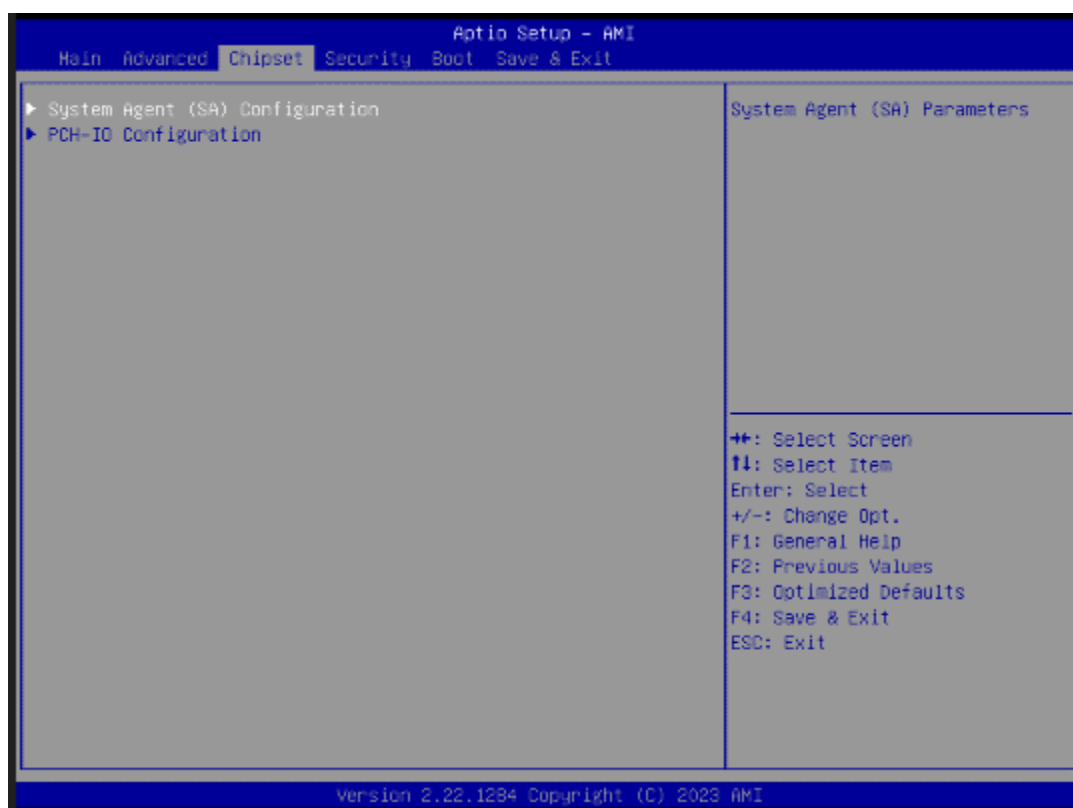 Aptio Setup - AMI
Main Advanced Chipset Security Boot Save & Exit
▶ System Agent (SA) Configuration
▶ PCH-IO Configuration
System Agent (SA) Parameters
→←: Select Screen
↑↓: Select Item
Enter: Select
+/-: Change Opt.
F1: General Help
F2: Previous Values
F3: Optimized Defaults
F4: Save & Exit
ESC: Exit
Version 2.22.1284 Copyright (C) 2023 AMI